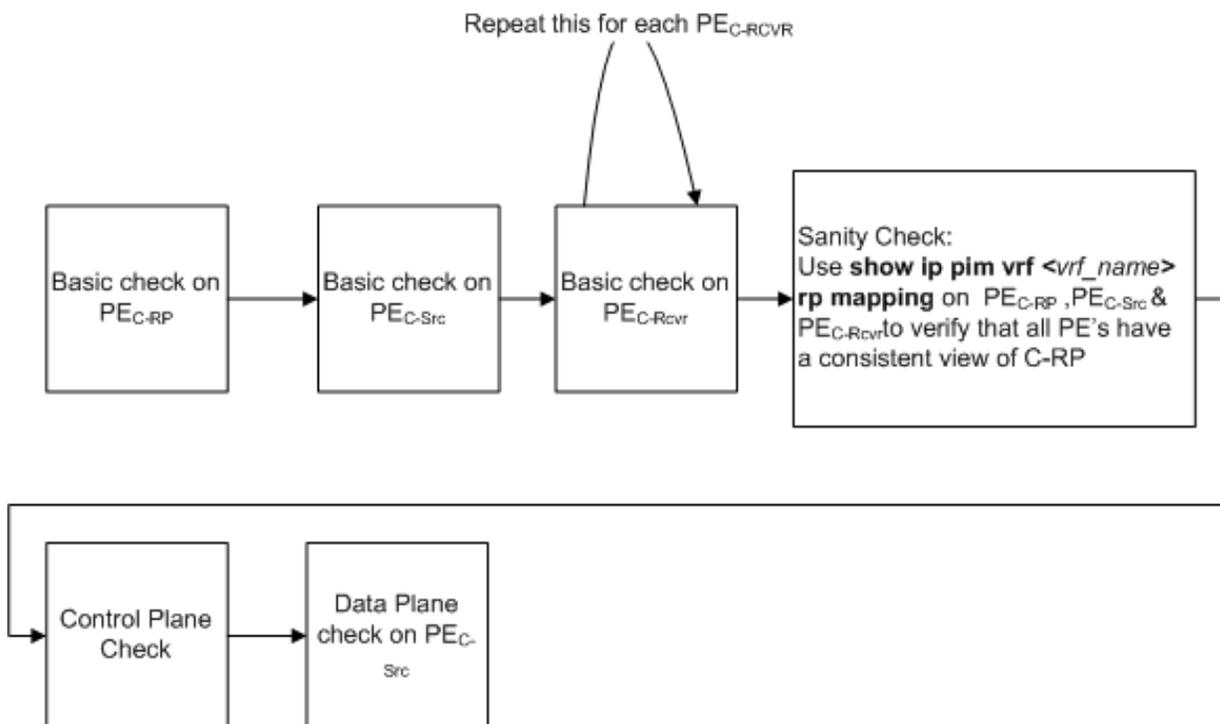 Repeat this for each PEC-RCVR
Basic check on
PEC-RP
Basic check on
PEC-Src
Basic check on
PEC-Rcvr
Sanity Check:
Use show ip pim vrf <vrf_name>
rp mapping on PEC-RP ,PEC-Src &
PEC-Rcvrto verify that all PE's have
a consistent view of C-RP
Control Plane
Check
Data Plane
check on PEC-
Src